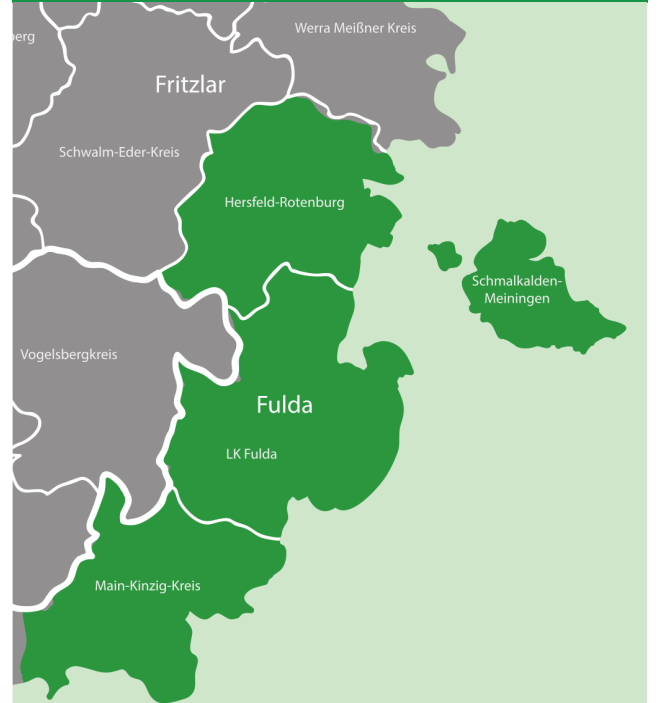 Werra Meißner Kreis
berg
Fritzlar
Schwalm-Eder-Kreis
Hersfeld-Rotenburg
Schmalkalden-
Meiningen
Vogelsbergkreis
Fulda
LK Fulda
Main-Kinzig-Kreis